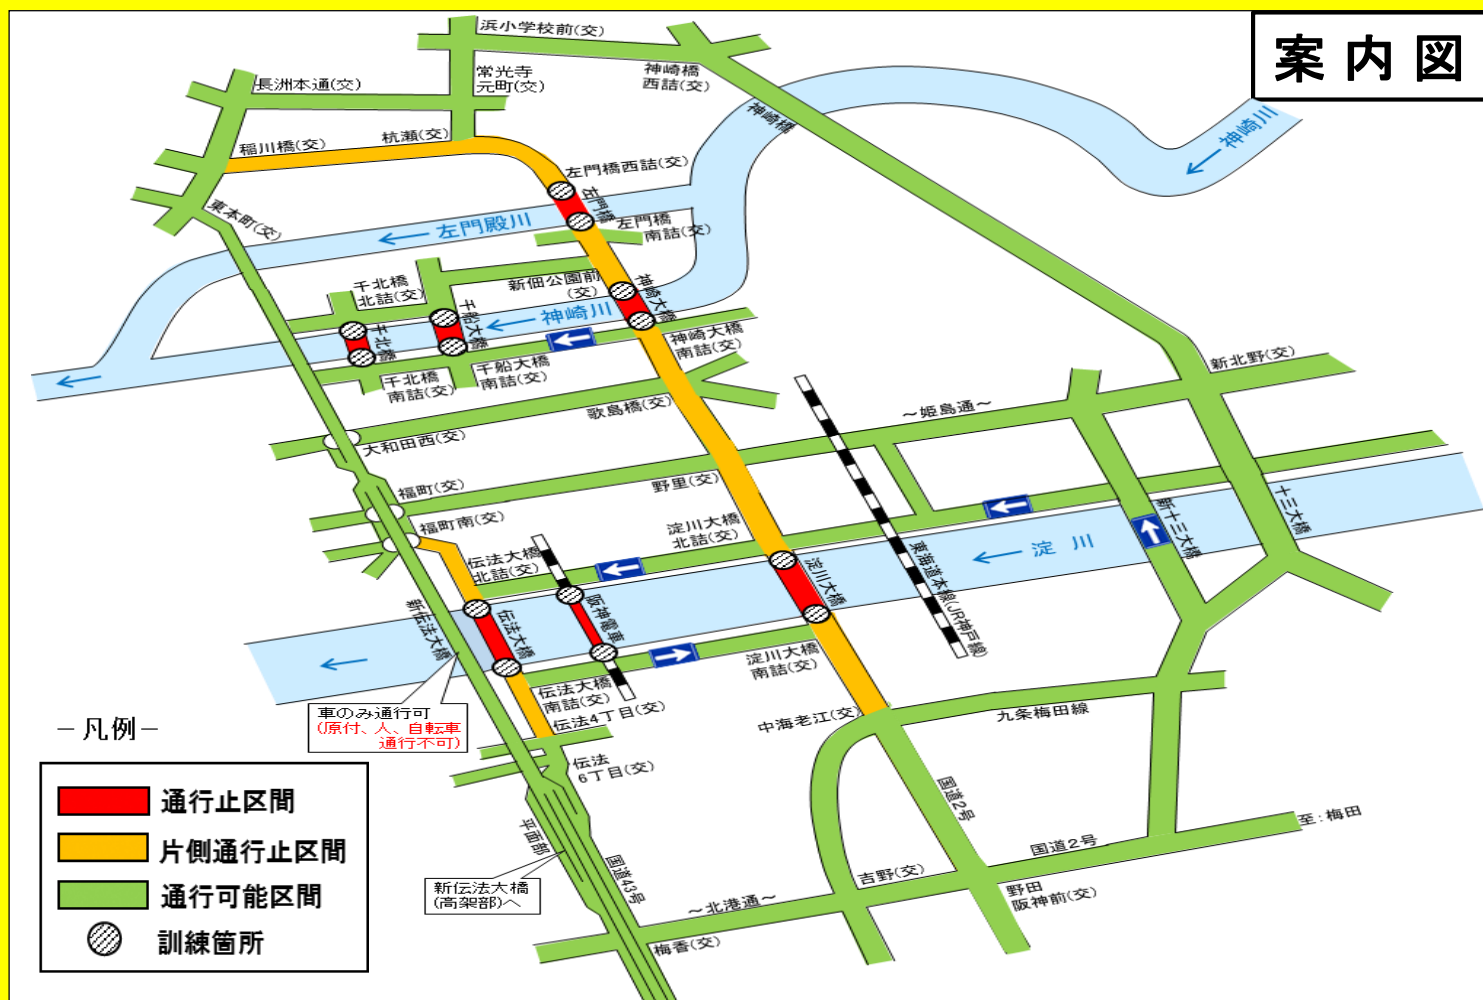 案内図
浜小学校前(交)
常光寺
元町(交)
神崎橋
西詰(交)
長洲本通(交)
神崎橋
神崎川
稲川橋(交)
杭瀬(交)
左門橋西詰(交)
左門橋
左門橋
南詰(交)
左門殿川
東本町(交)
千北橋
北詰(交)
新佃公園前
(交)
神崎大橋
千船大橋
神崎川
千北橋
神崎大橋
南詰(交)
千船大橋
南詰(交)
千北橋
南詰(交)
新北野(交)
歌島橋(交)
～姫島通～
大和田西(交)
福町(交)
野里(交)
福町南(交)
淀川大橋
北詰(交)
新十三大橋
十三大橋
伝法大橋
北詰(交)
淀川
東海道本線(JR神戸線)
淀川大橋
阪神電車
伝法大橋
新伝法大橋
淀川大橋
南詰(交)
伝法大橋
南詰(交)
車のみ通行可
(原付、人、自転車
通行不可)
伝法4丁目(交)
中海老江(交)
九条梅田線
伝法
6丁目(交)
国道2号
平面部
国道43号
国道2号
至:梅田
新伝法大橋
(高架部)へ
吉野(交)
野田
阪神前(交)
～北港通～
梅香(交)
－凡例－
通行止区間
片側通行止区間
通行可能区間
訓練箇所